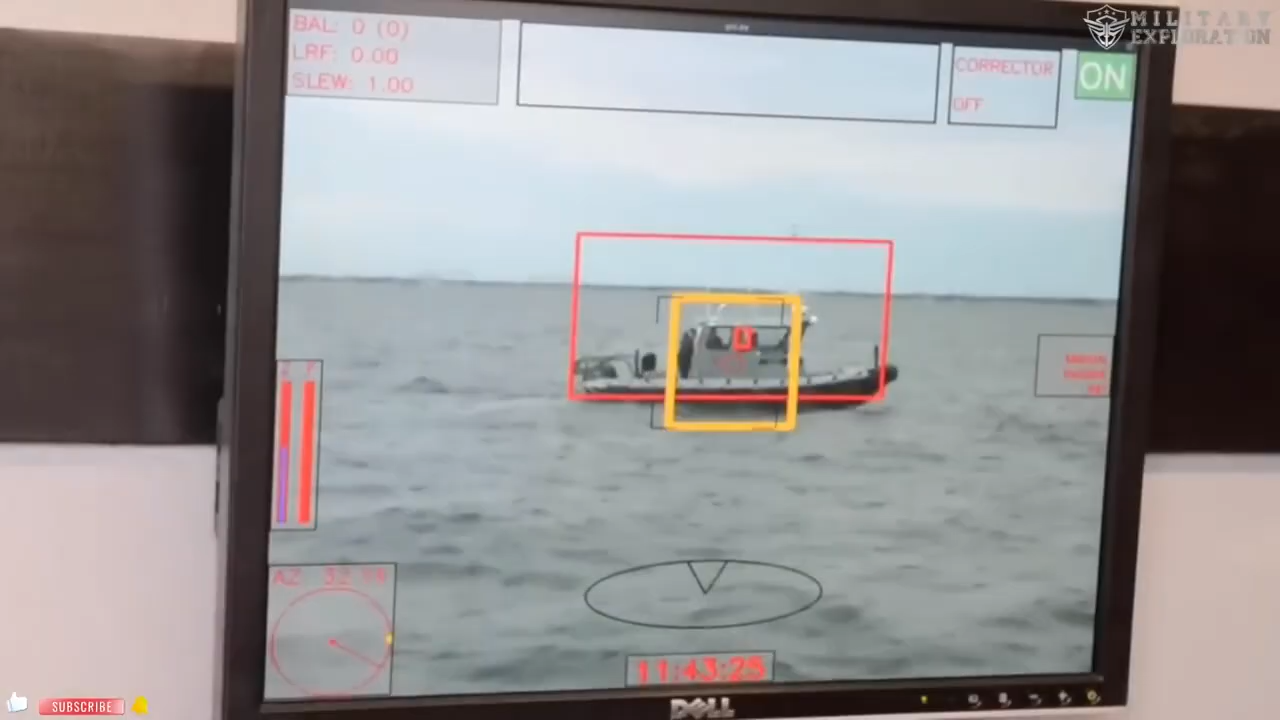 BAL: 0 (0)
LRF: 0.00
SLEW: 1.00
CORRECTOR
OFF
ON
MILITARY
EXPLORATION
AZ
11:43:25
DELL
SUBSCRIBE